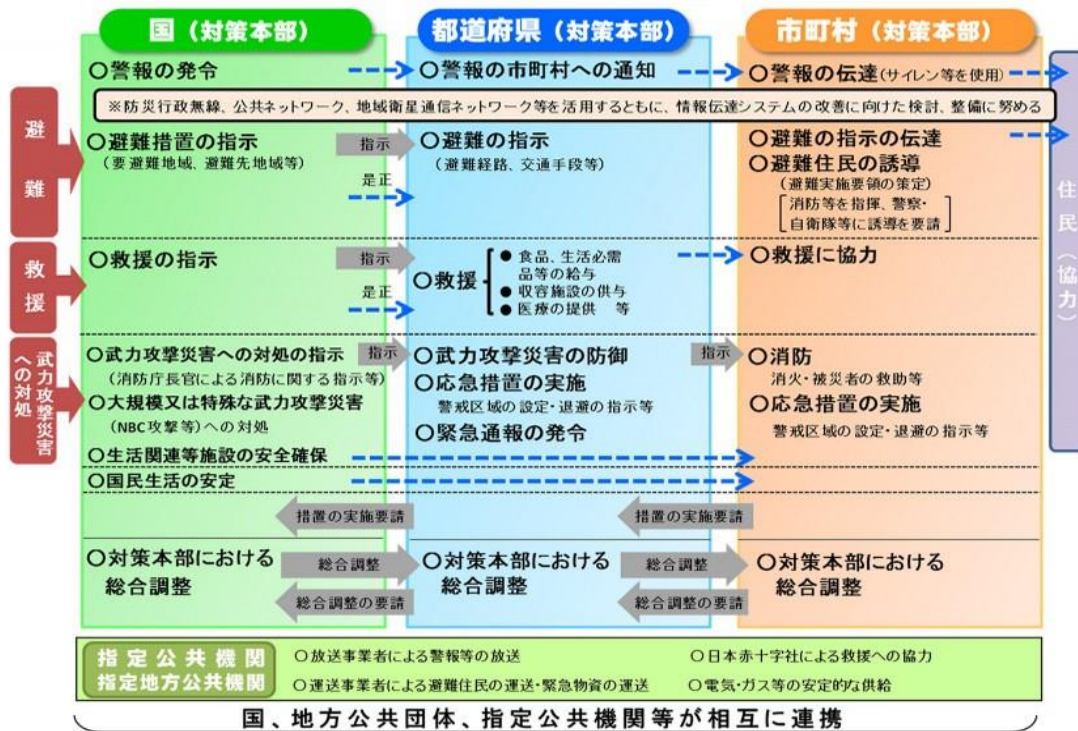 国（対策本部）
都道府県（対策本部）
市町村（対策本部）
避難
○警報の発令
○警報の市町村への通知
○警報の伝達（サイレン等を使用）
※防災行政無線、公共ネットワーク、地域衛星通信ネットワーク等を活用するともに、情報伝達システムの改善に向けた検討、整備に努める
○避難措置の指示
（要避難地域、避難先地域等）
指示
是正
○避難の指示
（避難経路、交通手段等）
○避難の指示の伝達
○避難住民の誘導
（避難実施要領の策定）
消防等を指揮、警察・
自衛隊等に誘導を要請
住民（協力）
救援
○救援の指示
指示
是正
○救援
●食品、生活必需
品等の給与
●収容施設の供与
●医療の提供　等
○救援に協力
武力攻撃災害
への対処
○武力攻撃災害への対処の指示
（消防庁長官による消防に関する指示等）
○大規模又は特殊な武力攻撃災害
（NBC攻撃等）への対処
指示
○武力攻撃災害の防御
○応急措置の実施
警戒区域の設定・退避の指示等
○緊急通報の発令
指示
○消防
消火・被災者の救助等
○応急措置の実施
警戒区域の設定・退避の指示等
○生活関連等施設の安全確保
○国民生活の安定
措置の実施要請
措置の実施要請
○対策本部における
総合調整
総合調整
総合調整の要請
○対策本部における
総合調整
総合調整
総合調整の要請
○対策本部における
総合調整
指定公共機関
指定地方公共機関
○放送事業者による警報等の放送
○日本赤十字社による救援への協力
○運送事業者による避難住民の運送・緊急物資の運送
○電気・ガス等の安定的な供給
国、地方公共団体、指定公共機関等が相互に連携